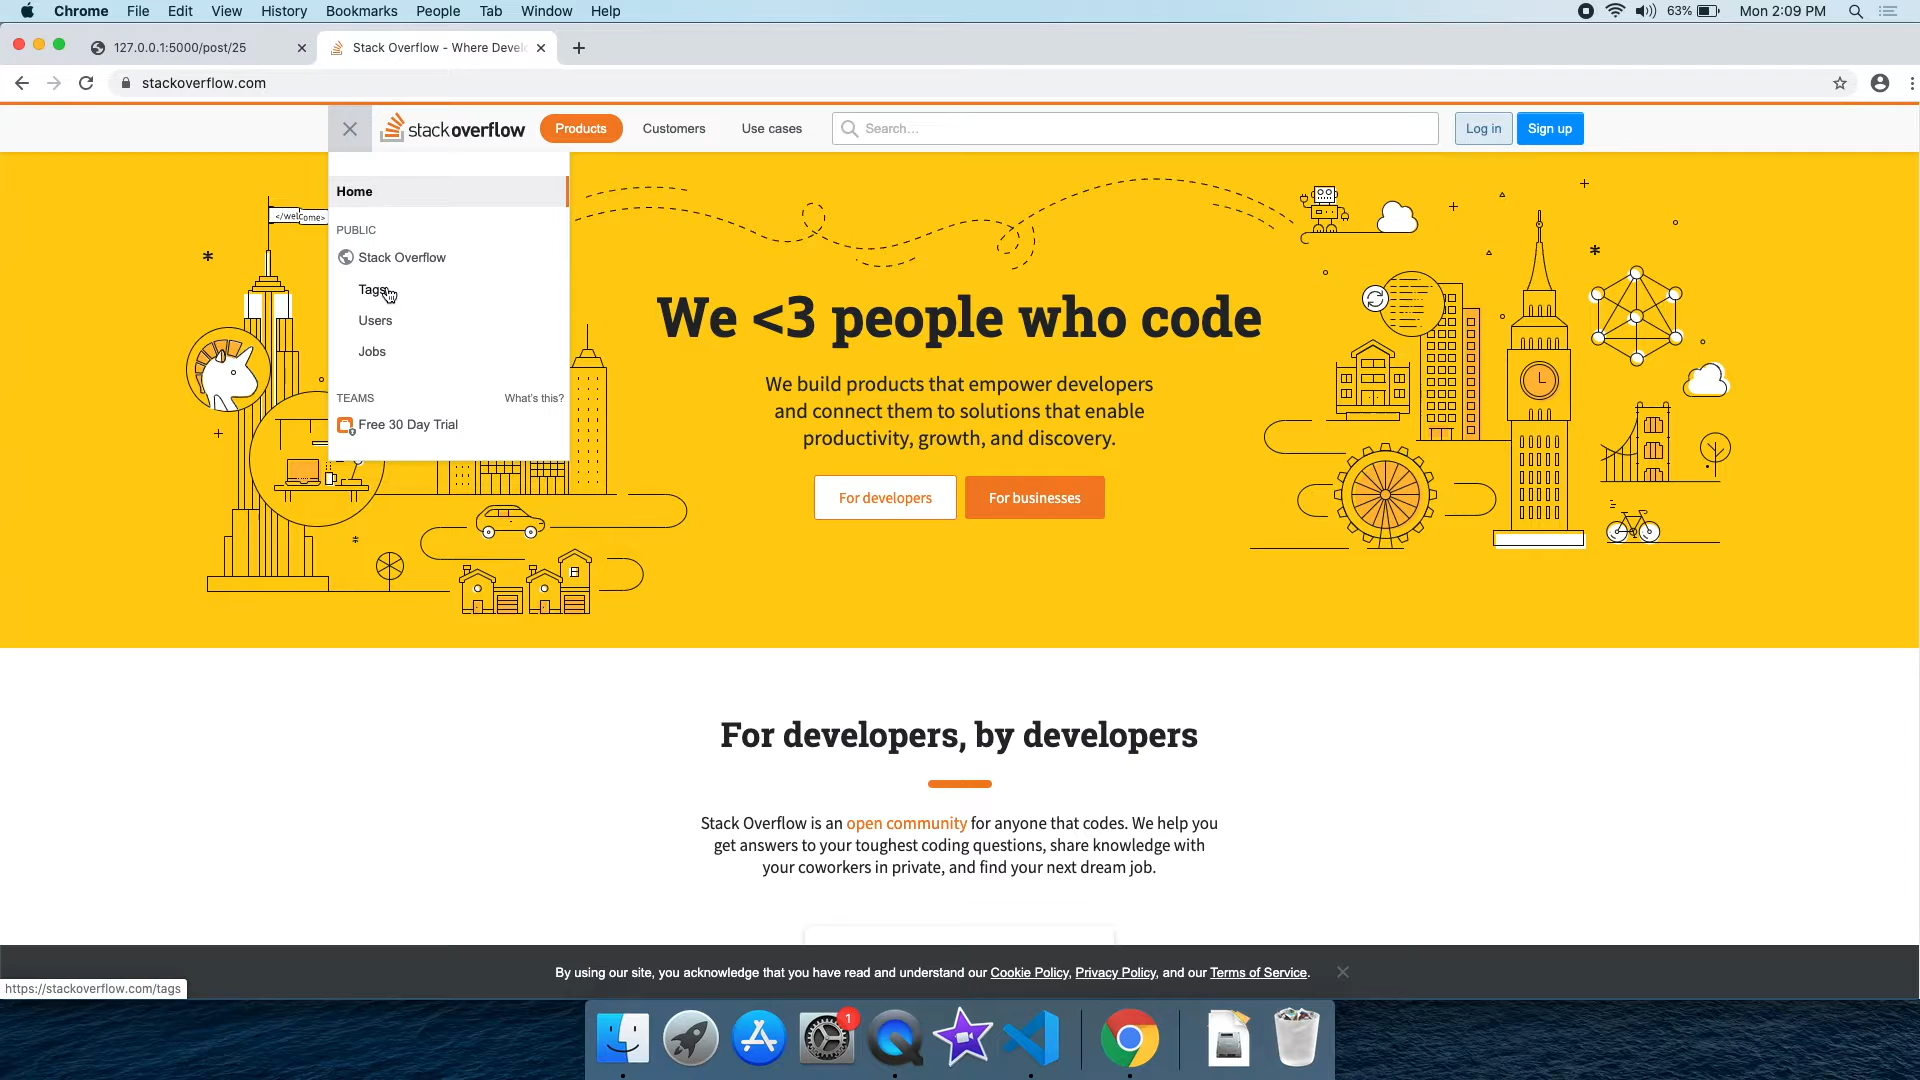 Chrome File Edit View History Bookmarks People Tab Window Help 63% Mon 2:09 PM
127.0.0.1:5000/post/25 Stack Overflow - Where Develo
stackoverflow.com
stackoverflow Products Customers Use cases Search... Log in Sign up
Home
PUBLIC
Stack Overflow
Tags
Users
Jobs
TEAMS What's this?
Free 30 Day Trial
</welcome>
We <3 people who code
We build products that empower developers
and connect them to solutions that enable
productivity, growth, and discovery.
For developers For businesses
For developers, by developers
Stack Overflow is an open community for anyone that codes. We help you
get answers to your toughest coding questions, share knowledge with
your coworkers in private, and find your next dream job.
By using our site, you acknowledge that you have read and understand our Cookie Policy, Privacy Policy, and our Terms of Service.
https://stackoverflow.com/tags
1